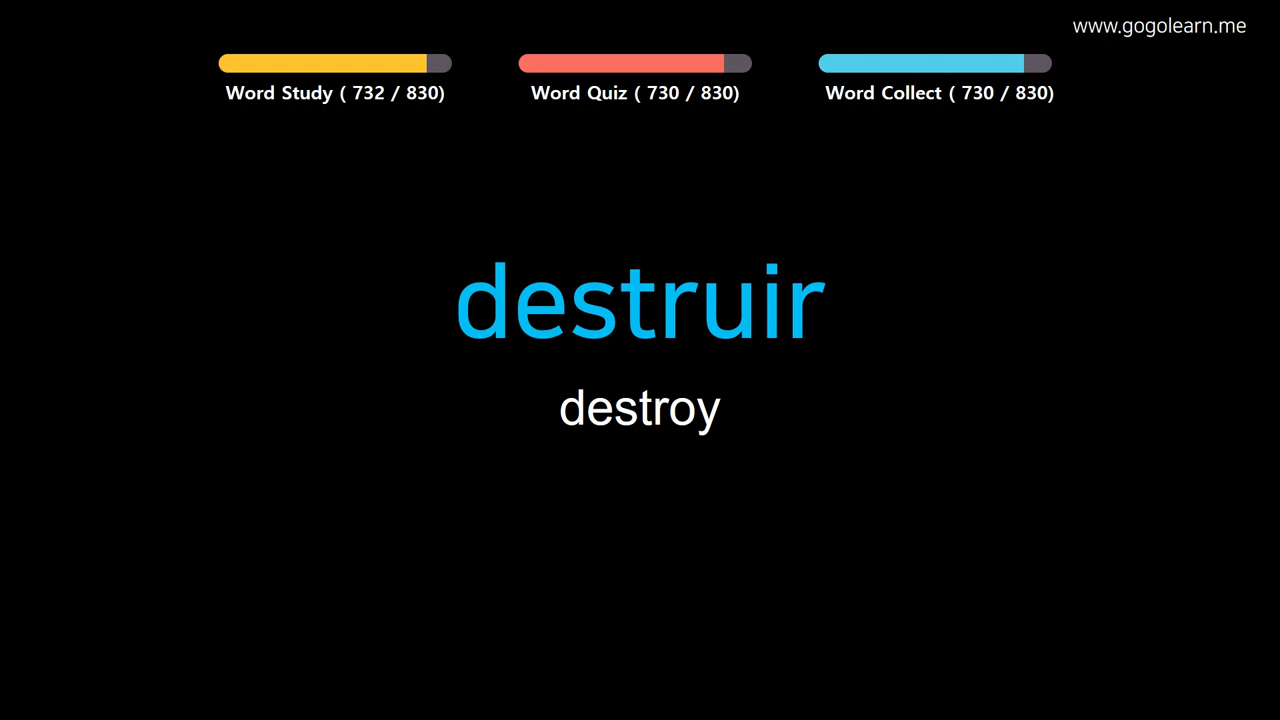 www.gogolearn.me
Word Study ( 732 / 830)
Word Quiz ( 730 / 830)
Word Collect ( 730 / 830)
destruir
destroy